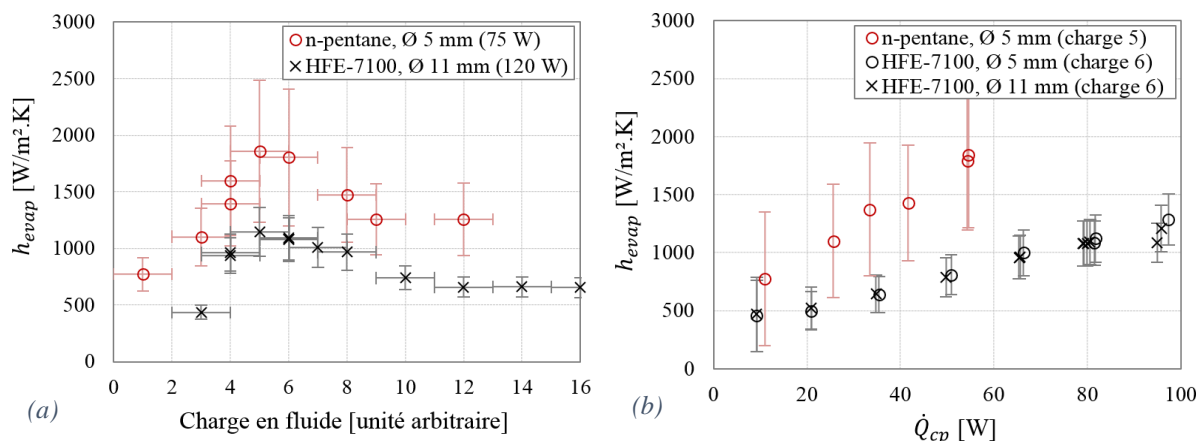 3000
2500
2000
1500
1000
500
0
h_evap [W/m².K]
n-pentane, Ø 5 mm (75 W)
HFE-7100, Ø 11 mm (120 W)
0 2 4 6 8 10 12 14 16
Charge en fluide [unité arbitraire]
(a)
3000
2500
2000
1500
1000
500
0
h_evap [W/m².K]
n-pentane, Ø 5 mm (charge 5)
HFE-7100, Ø 5 mm (charge 6)
HFE-7100, Ø 11 mm (charge 6)
0 20 40 60 80 100
Q̇_cp [W]
(b)